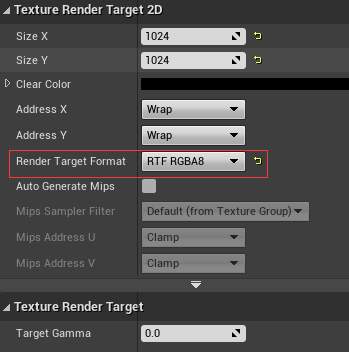 Texture Render Target 2D
Size X 1024
Size Y 1024
Clear Color
Address X Wrap
Address Y Wrap
Render Target Format RTF RGBA8
Auto Generate Mips
Mips Sampler Filter Default (from Texture Group)
Mips Address U Clamp
Mips Address V Clamp
Texture Render Target
Target Gamma 0.0